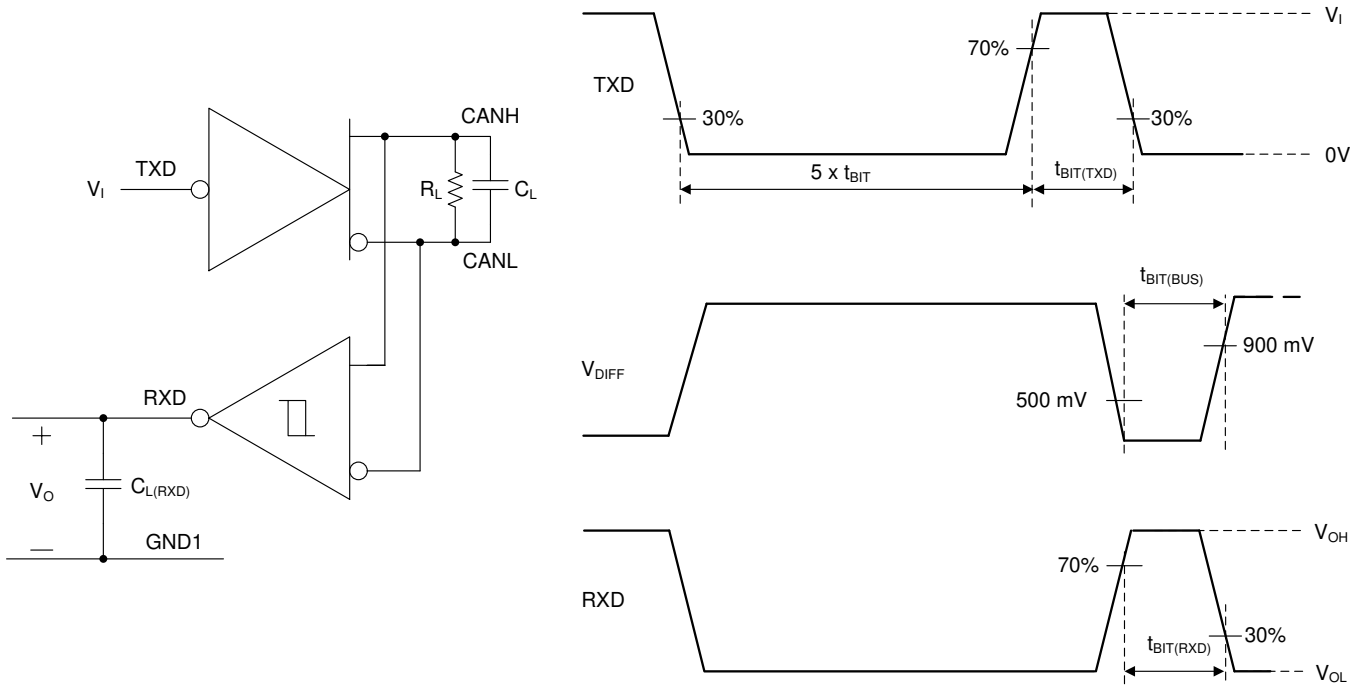 CANH
TXD
V_I
R_L
C_L
CANL
RXD
+
V_O
C_L(RXD)
—
GND1
V_I
70%
TXD
30%
30%
0V
5 x t_BIT
t_BIT(TXD)
t_BIT(BUS)
900 mV
V_DIFF
500 mV
V_OH
70%
RXD
30%
t_BIT(RXD)
V_OL